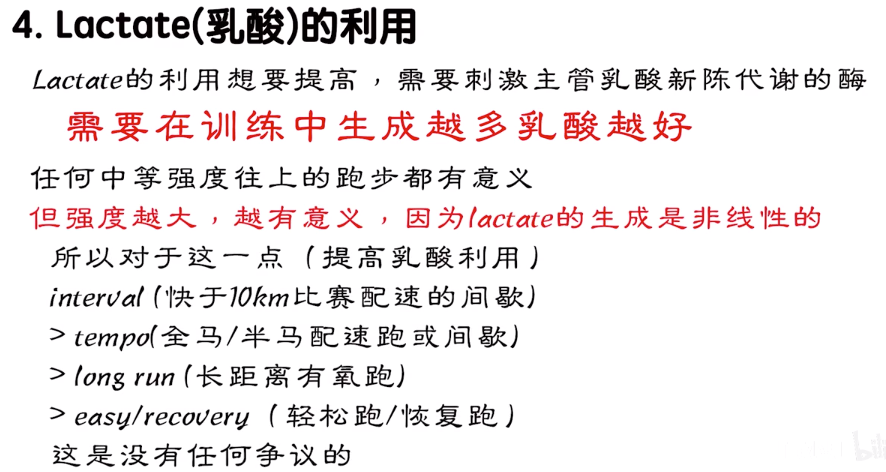 4. Lactate(乳酸)的利用
Lactate的利用想要提高，需要刺激主管乳酸新陈代谢的酶
需要在训练中生成越多乳酸越好
任何中等强度往上的跑步都有意义
但强度越大，越有意义，因为lactate的生成是非线性的
所以对于这一点（提高乳酸利用）
interval (快于10km比赛配速的间歇)
> tempo(全马/半马配速跑或间歇)
> long run (长距离有氧跑)
> easy/recovery（轻松跑/恢复跑）
这是没有任何争议的